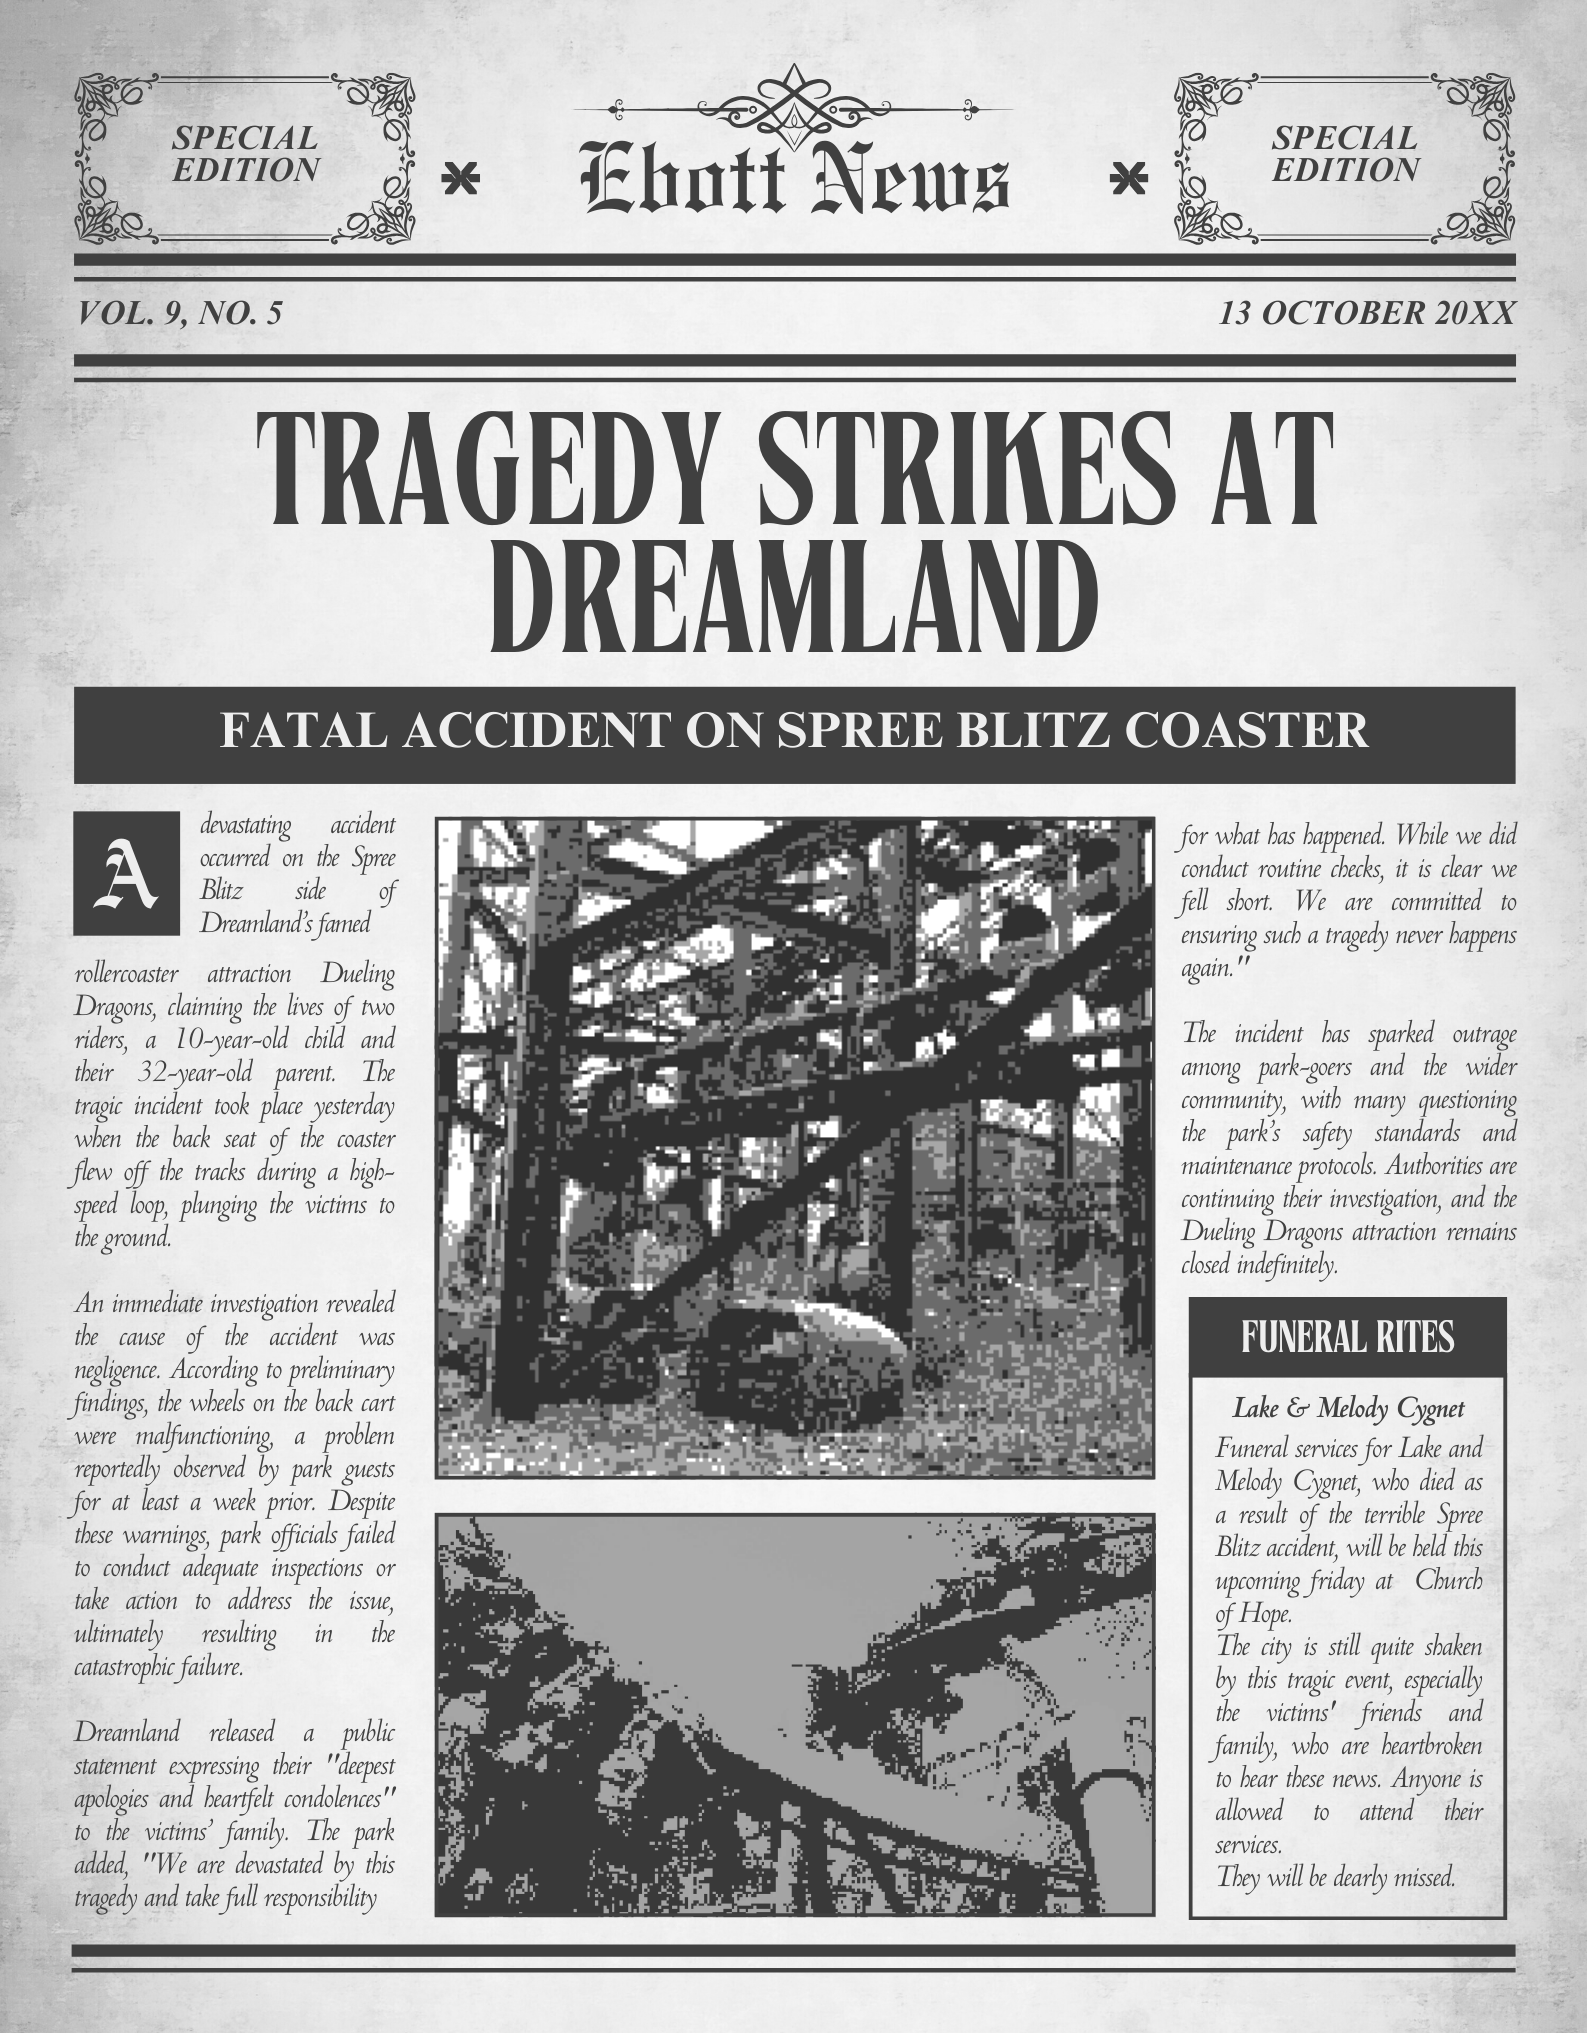 SPECIAL
EDITION
Ebott News
SPECIAL
EDITION
VOL. 9, NO. 5
13 OCTOBER 20XX
TRAGEDY STRIKES AT
DREAMLAND
FATAL ACCIDENT ON SPREE BLITZ COASTER
A devastating accident
occurred on the Spree
Blitz side of
Dreamland's famed
rollercoaster attraction Dueling
Dragons, claiming the lives of two
riders, a 10-year-old child and
their 32-year-old parent. The
tragic incident took place yesterday
when the back seat of the coaster
flew off the tracks during a high-
speed loop, plunging the victims to
the ground.
An immediate investigation revealed
the cause of the accident was
negligence. According to preliminary
findings, the wheels on the back cart
were malfunctioning, a problem
reportedly observed by park guests
for at least a week prior. Despite
these warnings, park officials failed
to conduct adequate inspections or
take action to address the issue,
ultimately resulting in the
catastrophic failure.
Dreamland released a public
statement expressing their "deepest
apologies and heartfelt condolences"
to the victims' family. The park
added, "We are devastated by this
tragedy and take full responsibility
for what has happened. While we did
conduct routine checks, it is clear we
fell short. We are committed to
ensuring such a tragedy never happens
again."
The incident has sparked outrage
among park-goers and the wider
community, with many questioning
the park's safety standards and
maintenance protocols. Authorities are
continuing their investigation, and the
Dueling Dragons attraction remains
closed indefinitely.
FUNERAL RITES
Lake & Melody Cygnet
Funeral services for Lake and
Melody Cygnet, who died as
a result of the terrible Spree
Blitz accident, will be held this
upcoming friday at Church
of Hope.
The city is still quite shaken
by this tragic event, especially
the victims' friends and
family, who are heartbroken
to hear these news. Anyone is
allowed to attend their
services.
They will be dearly missed.